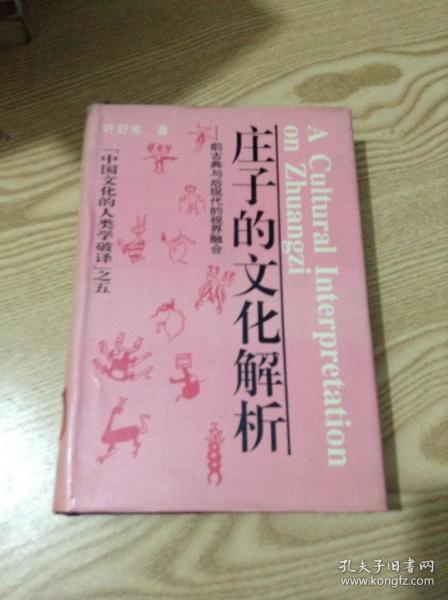 叶舒宪 著
A Cultural Interpretation
on Zhuangzi
庄子的文化解析
——前古典与后现代的视界融合
「中国文化的人类学破译」之五
孔夫子旧书网
www.kongfz.com